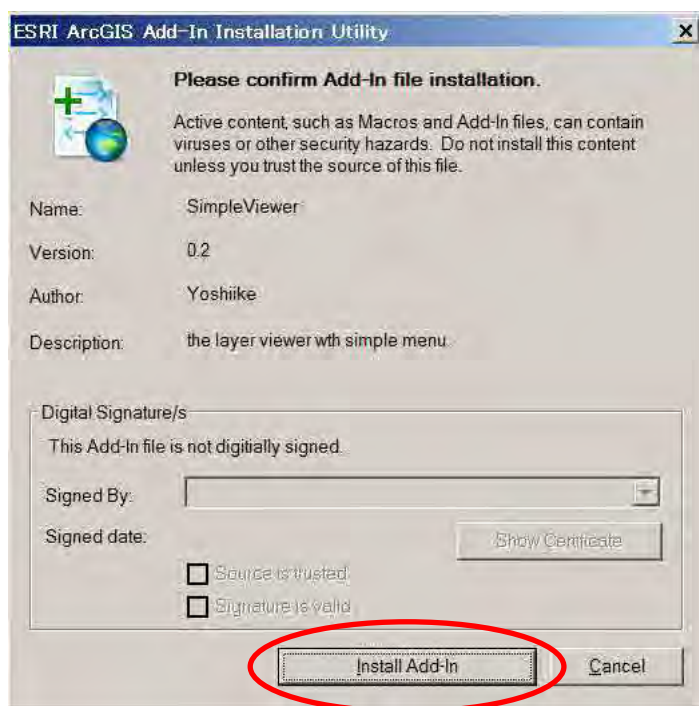 ESRI ArcGIS Add-In Installation Utility
Please confirm Add-In file installation.
Active content, such as Macros and Add-In files, can contain
viruses or other security hazards. Do not install this content
unless you trust the source of this file.
Name: SimpleViewer
Version: 0.2
Author: Yoshiike
Description: the layer viewer wth simple menu.
Digital Signature/s
This Add-In file is not digitially signed.
Signed By:
Signed date:
Show Certificate
Source is trusted
Signature is valid
Install Add-In Cancel